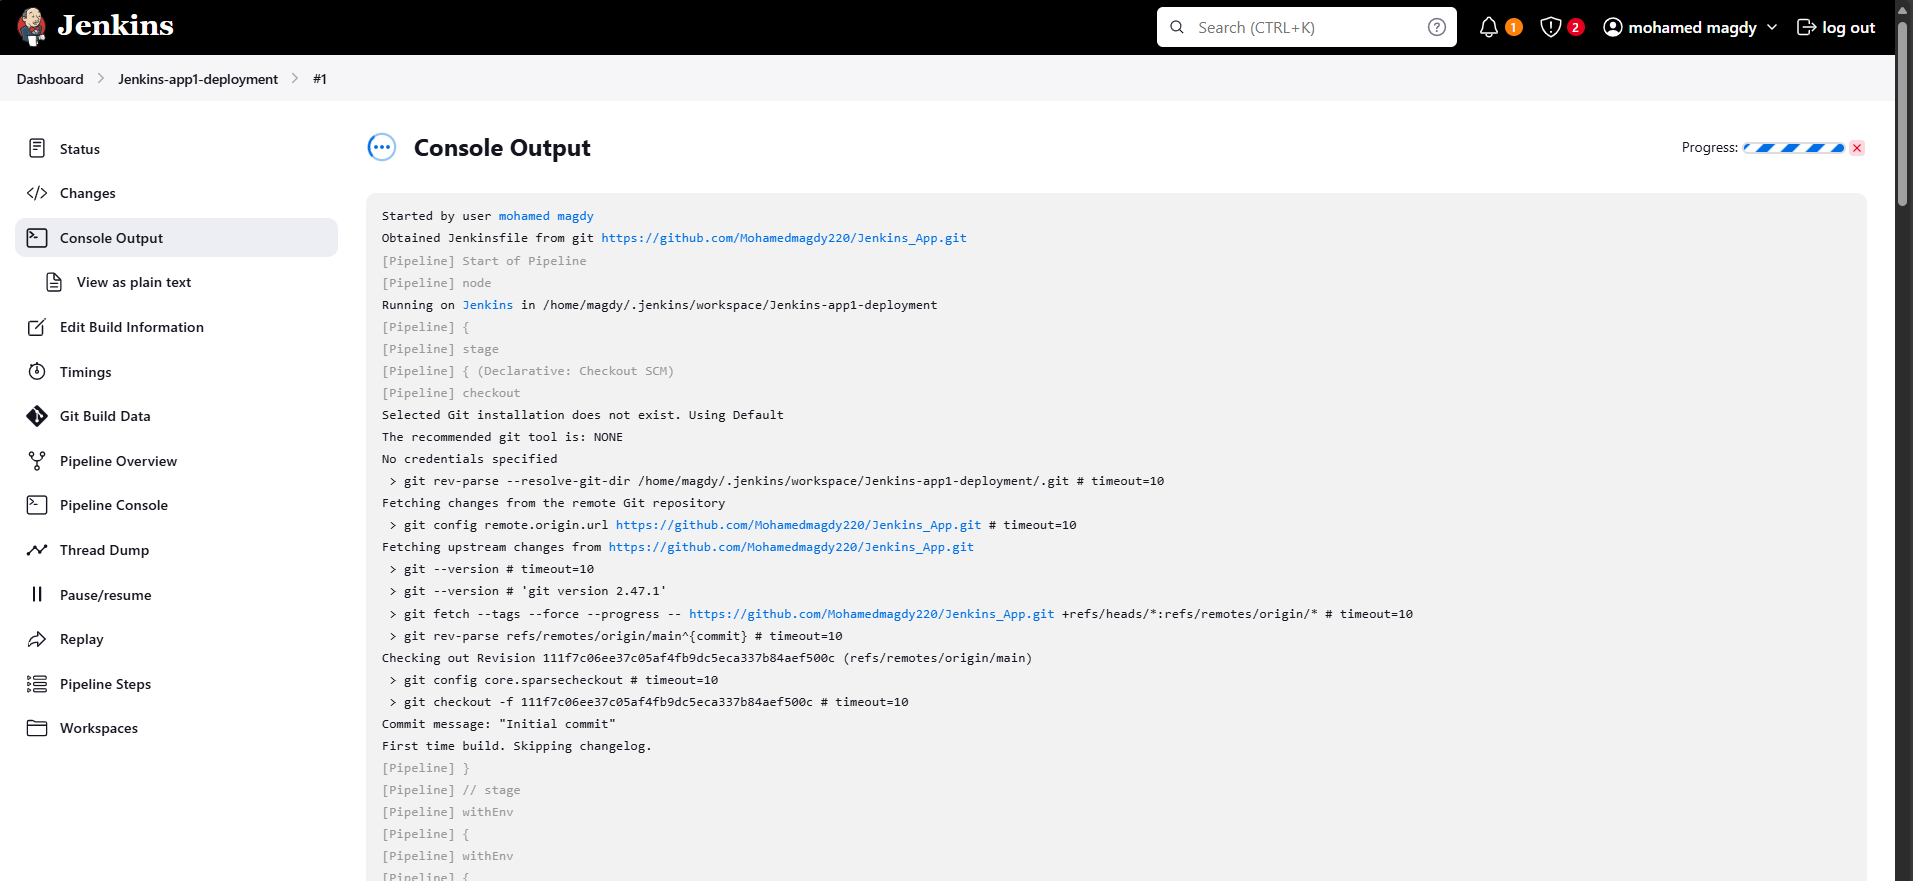 Jenkins
Search (CTRL+K)
1
2
mohamed magdy
log out
Dashboard
Jenkins-app1-deployment
#1
Status
Changes
Console Output
View as plain text
Edit Build Information
Timings
Git Build Data
Pipeline Overview
Pipeline Console
Thread Dump
Pause/resume
Replay
Pipeline Steps
Workspaces
Console Output
Progress:
Started by user mohamed magdy
Obtained Jenkinsfile from git https://github.com/Mohamedmagdy220/Jenkins_App.git
[Pipeline] Start of Pipeline
[Pipeline] node
Running on Jenkins in /home/magdy/.jenkins/workspace/Jenkins-app1-deployment
[Pipeline] {
[Pipeline] stage
[Pipeline] { (Declarative: Checkout SCM)
[Pipeline] checkout
Selected Git installation does not exist. Using Default
The recommended git tool is: NONE
No credentials specified
> git rev-parse --resolve-git-dir /home/magdy/.jenkins/workspace/Jenkins-app1-deployment/.git # timeout=10
Fetching changes from the remote Git repository
> git config remote.origin.url https://github.com/Mohamedmagdy220/Jenkins_App.git # timeout=10
Fetching upstream changes from https://github.com/Mohamedmagdy220/Jenkins_App.git
> git --version # timeout=10
> git --version # 'git version 2.47.1'
> git fetch --tags --force --progress -- https://github.com/Mohamedmagdy220/Jenkins_App.git +refs/heads/*:refs/remotes/origin/* # timeout=10
> git rev-parse refs/remotes/origin/main^{commit} # timeout=10
Checking out Revision 111f7c06ee37c05af4fb9dc5eca337b84aef500c (refs/remotes/origin/main)
> git config core.sparsecheckout # timeout=10
> git checkout -f 111f7c06ee37c05af4fb9dc5eca337b84aef500c # timeout=10
Commit message: "Initial commit"
First time build. Skipping changelog.
[Pipeline] }
[Pipeline] // stage
[Pipeline] withEnv
[Pipeline] {
[Pipeline] withEnv
[Pipeline] {